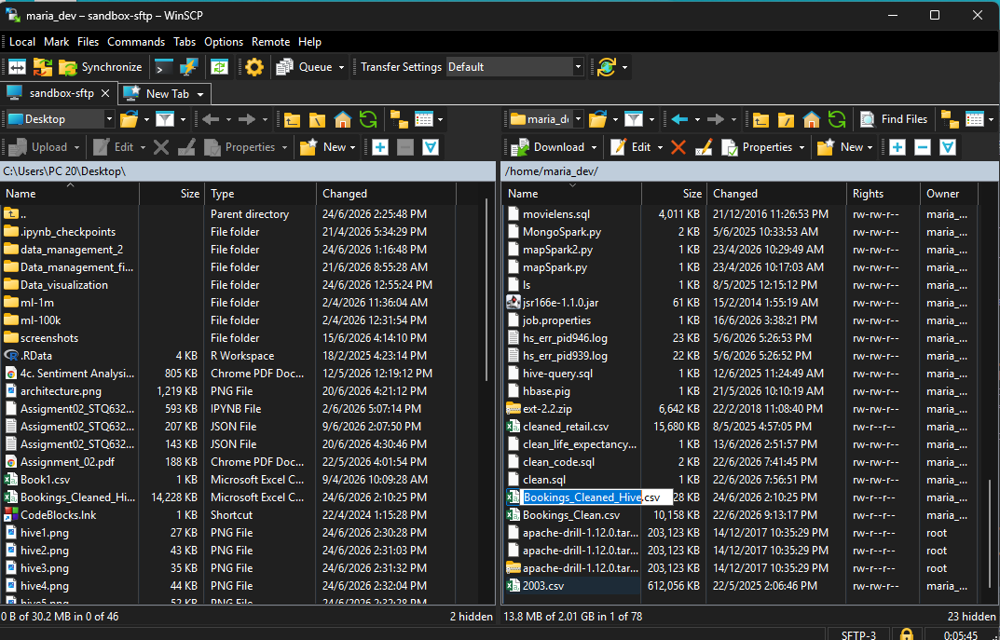 maria_dev – sandbox-sftp – WinSCP
Local Mark Files Commands Tabs Options Remote Help
Synchronize Queue Transfer Settings Default
sandbox-sftp New Tab
Desktop
Upload Edit Properties New
C:\Users\PC 20\Desktop\
Name Size Type Changed
.. Parent directory 24/6/2026 2:25:48 PM
.ipynb_checkpoints File folder 21/4/2026 5:34:29 PM
data_management_2 File folder 24/6/2026 1:16:48 PM
Data_management_fi... File folder 21/6/2026 8:55:28 AM
Data_visualization File folder 24/6/2026 12:55:24 PM
ml-1m File folder 2/4/2026 11:36:04 AM
ml-100k File folder 2/4/2026 12:31:54 PM
screenshots File folder 15/6/2026 4:14:10 PM
.RData 4 KB R Workspace 18/2/2025 4:23:14 PM
4c. Sentiment Analysi... 805 KB Chrome PDF Doc... 12/5/2026 12:19:12 PM
architecture.png 1,219 KB PNG File 20/6/2026 4:21:12 PM
Assigment02_STQ632... 593 KB IPYNB File 2/6/2026 5:07:14 PM
Assigment02_STQ632... 207 KB JSON File 9/6/2026 2:07:50 PM
Assigment02_STQ632... 143 KB JSON File 20/6/2026 4:30:46 PM
Assignment_02.pdf 188 KB Chrome PDF Doc... 22/5/2026 4:01:54 PM
Book1.csv 1 KB Microsoft Excel C... 9/4/2026 10:09:28 AM
Bookings_Cleaned_Hi... 14,228 KB Microsoft Excel C... 24/6/2026 2:10:25 PM
CodeBlocks.lnk 1 KB Shortcut 22/4/2024 1:15:28 PM
hive1.png 27 KB PNG File 24/6/2026 2:30:28 PM
hive2.png 43 KB PNG File 24/6/2026 2:31:03 PM
hive3.png 35 KB PNG File 24/6/2026 2:31:32 PM
hive4.png 44 KB PNG File 24/6/2026 2:32:04 PM
hive5.png 52 KB PNG File 24/6/2026 2:32:28 PM
0 B of 30.2 MB in 0 of 46 2 hidden
maria_de
Find Files
Download Edit Properties New
/home/maria_dev/
Name Size Changed Rights Owner
movielens.sql 4,011 KB 21/12/2016 11:26:53 PM rw-rw-r-- maria_...
MongoSpark.py 2 KB 5/6/2025 10:33:53 AM rw-rw-r-- maria_...
mapSpark2.py 1 KB 23/4/2026 10:29:49 AM rw-rw-r-- maria_...
mapSpark.py 1 KB 23/4/2026 10:17:03 AM rw-rw-r-- maria_...
ls 1 KB 8/5/2025 12:15:12 PM rw-rw-r-- maria_...
jsr166e-1.1.0.jar 61 KB 15/2/2014 1:55:19 AM rw-rw-r-- maria_...
job.properties 1 KB 16/6/2026 3:38:21 PM rw-rw-r-- maria_...
hs_err_pid946.log 23 KB 5/6/2025 5:26:53 PM rw-rw-r-- maria_...
hs_err_pid939.log 22 KB 5/6/2025 5:26:52 PM rw-rw-r-- maria_...
hive-query.sql 1 KB 12/6/2025 11:24:49 AM rw-rw-r-- maria_...
hbase.pig 1 KB 21/5/2026 10:10:19 AM rw-rw-r-- maria_...
ext-2.2.zip 6,642 KB 22/2/2018 11:08:40 PM rw-rw-r-- maria_...
cleaned_retail.csv 15,680 KB 8/5/2025 4:57:05 PM rw-r--r-- maria_...
clean_life_expectancy... 1 KB 13/6/2026 2:51:57 PM rw-rw-r-- maria_...
clean_code.sql 2 KB 22/6/2026 7:41:45 PM rw-rw-r-- maria_...
clean.sql 1 KB 22/6/2026 7:56:51 PM rw-rw-r-- maria_...
Bookings_Cleaned_Hive.csv 28 KB 24/6/2026 2:10:25 PM rw-rw-r-- maria_...
Bookings_Clean.csv 10,158 KB 22/6/2026 9:13:17 PM rw-rw-r-- maria_...
apache-drill-1.12.0.tar... 203,123 KB 14/12/2017 10:35:29 PM rw-r--r-- root
apache-drill-1.12.0.tar... 203,123 KB 14/12/2017 10:35:29 PM rw-r--r-- root
apache-drill-1.12.0.tar... 203,123 KB 14/12/2017 10:35:29 PM rw-r--r-- root
2003.csv 612,056 KB 22/5/2025 2:06:46 PM rw-rw-r-- maria_...
13.8 MB of 2.01 GB in 1 of 78 23 hidden
SFTP-3 0:05:45